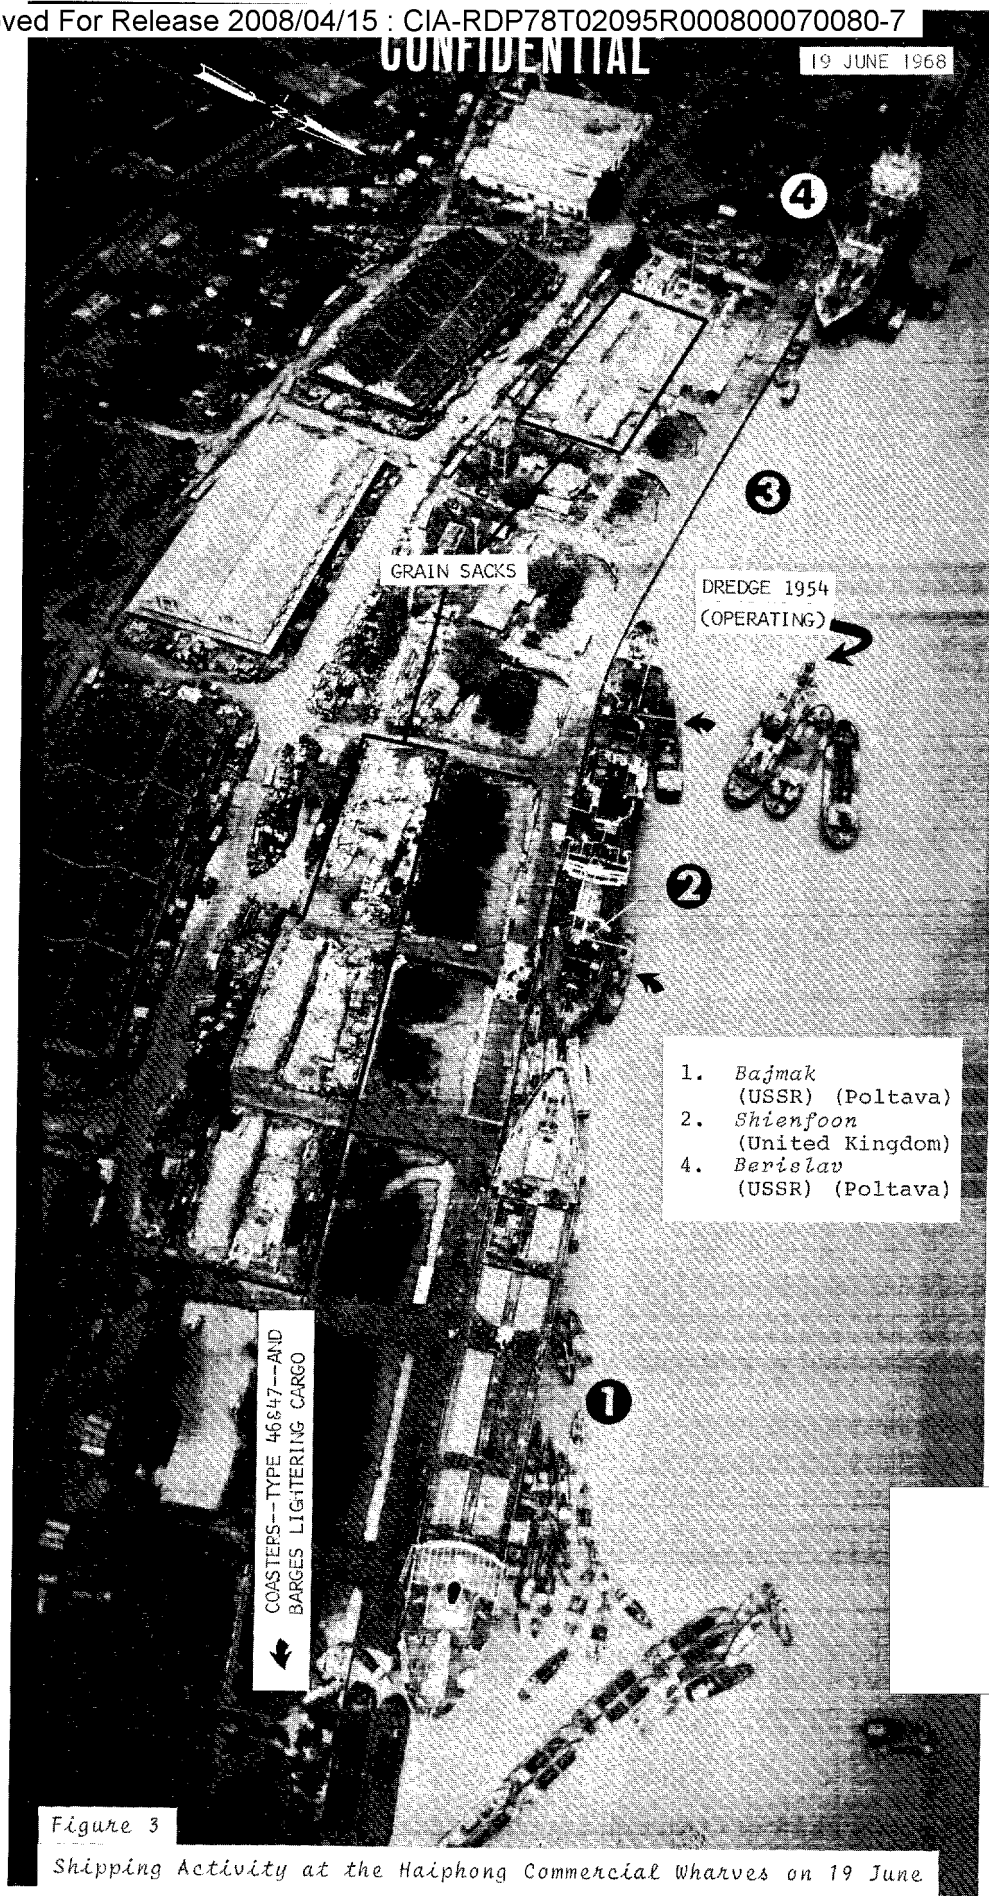 ved For Release 2008/04/15 : CIA-RDP78T02095R000800070080-7
CONFIDENTIAL
19 JUNE 1968
N
4
3
GRAIN SACKS
DREDGE 1954
(OPERATING)
2
1. Bajmak
(USSR) (Poltava)
2. Shienfoon
(United Kingdom)
4. Berislav
(USSR) (Poltava)
1
COASTERS--TYPE 46&47--AND
BARGES LIGHTERING CARGO
Figure 3
Shipping Activity at the Haiphong Commercial Wharves on 19 June